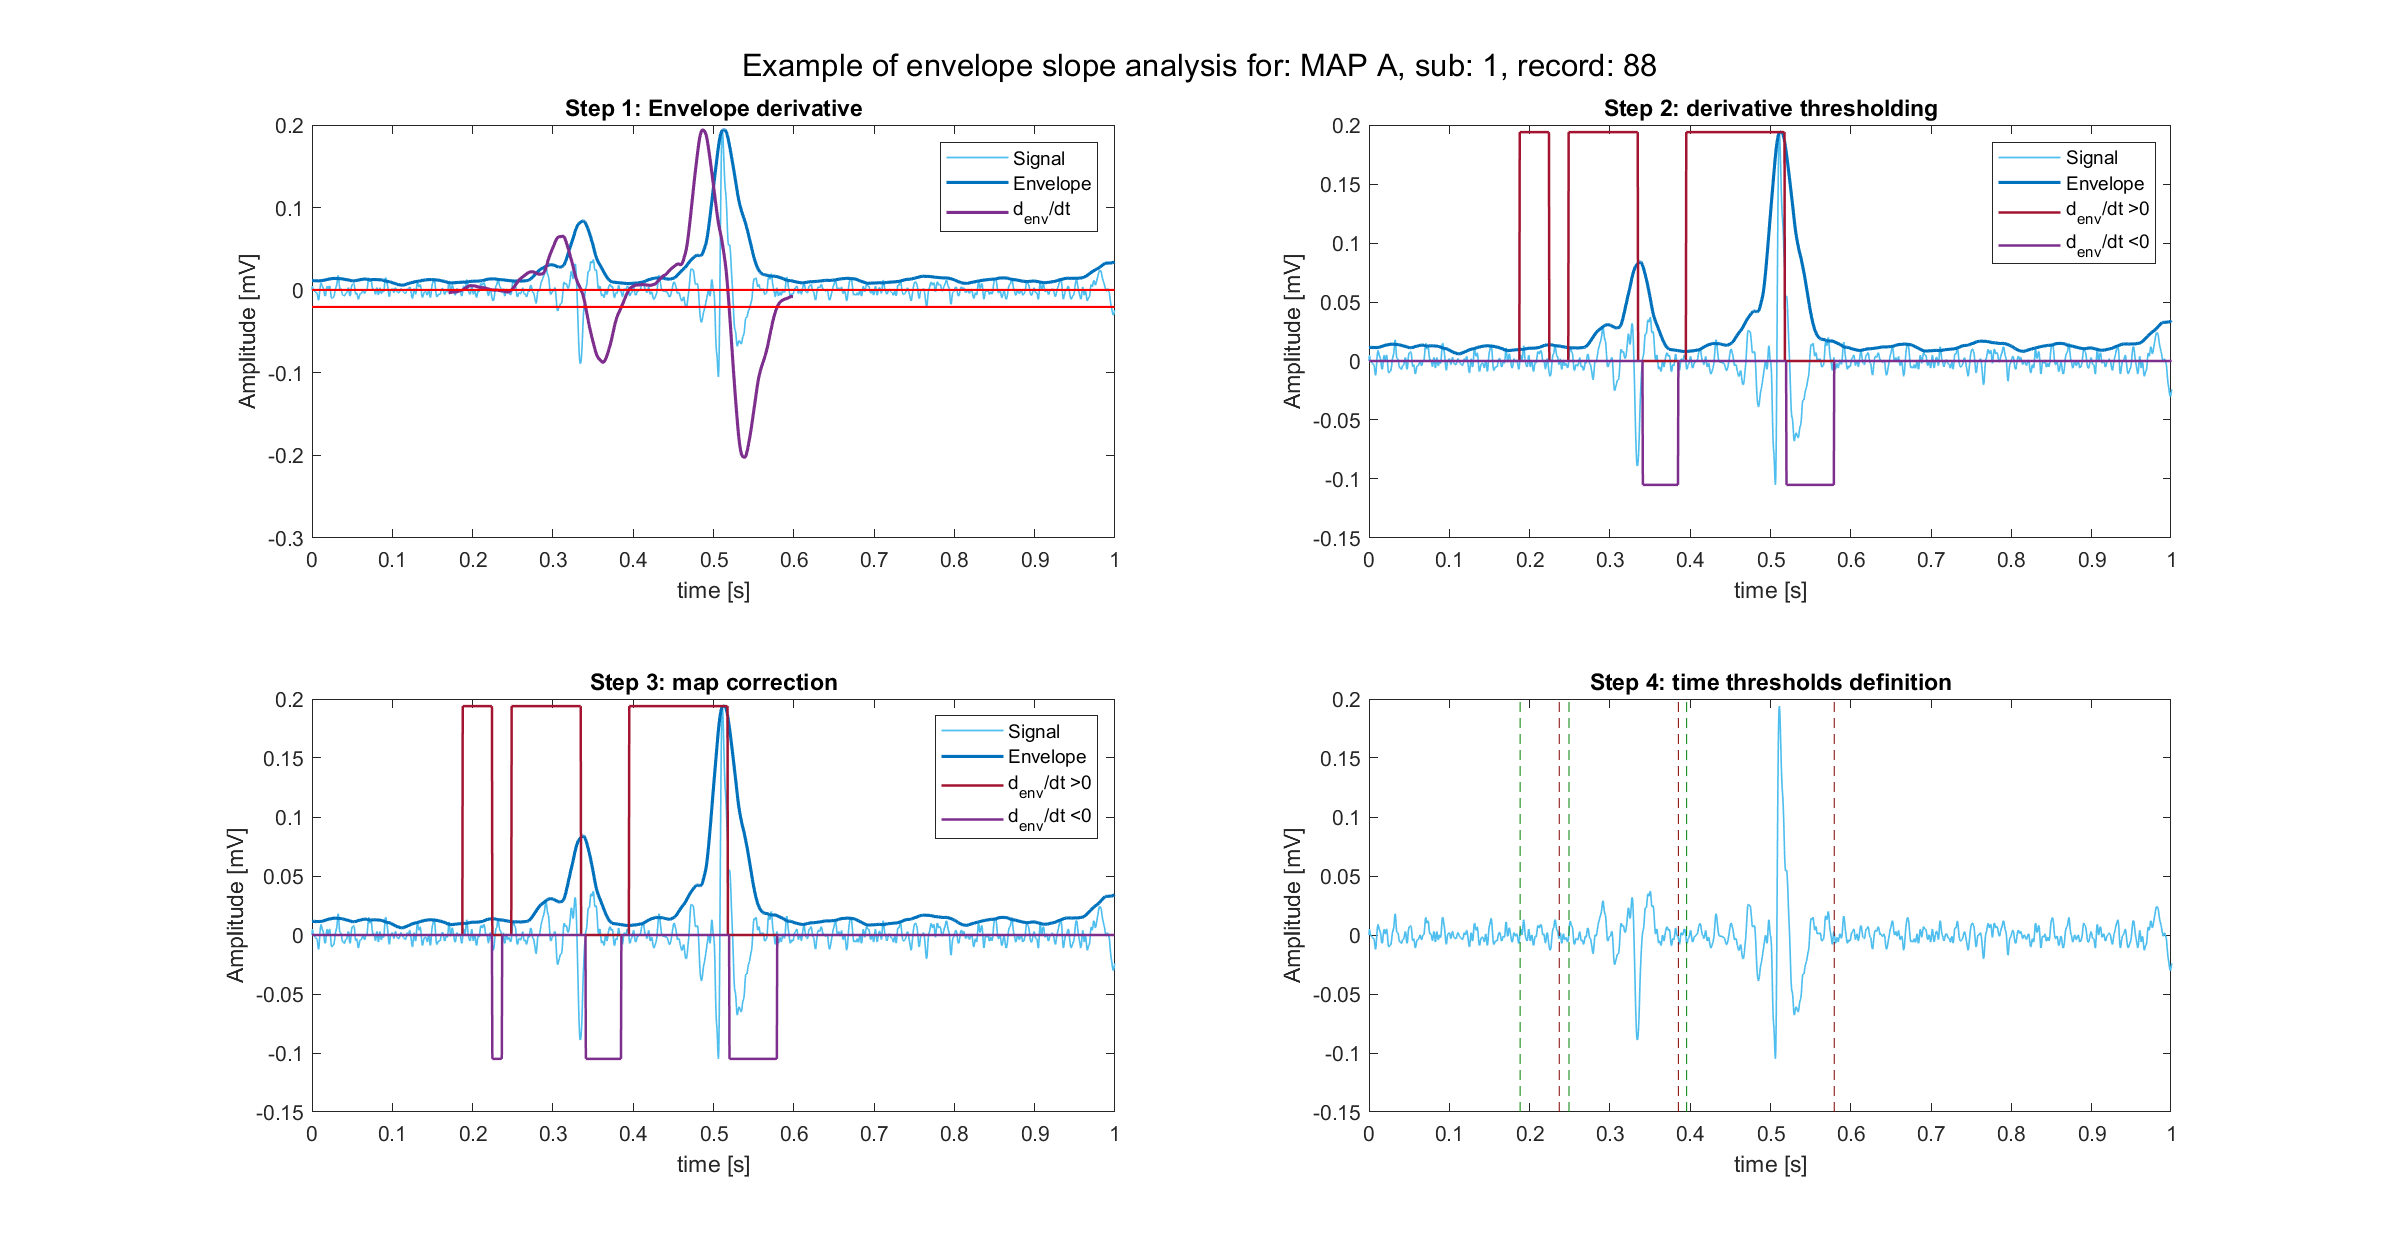 Example of envelope slope analysis for: MAP A, sub: 1, record: 88
Step 1: Envelope derivative
0.2
0.1
0
-0.1
-0.2
-0.3
Amplitude [mV]
0 0.1 0.2 0.3 0.4 0.5 0.6 0.7 0.8 0.9 1
time [s]
Signal
Envelope
d_env/dt
Step 2: derivative thresholding
0.2
0.15
0.1
0.05
0
-0.05
-0.1
-0.15
Amplitude [mV]
0 0.1 0.2 0.3 0.4 0.5 0.6 0.7 0.8 0.9 1
time [s]
Signal
Envelope
d_env/dt >0
d_env/dt <0
Step 3: map correction
0.2
0.15
0.1
0.05
0
-0.05
-0.1
-0.15
Amplitude [mV]
0 0.1 0.2 0.3 0.4 0.5 0.6 0.7 0.8 0.9 1
time [s]
Signal
Envelope
d_env/dt >0
d_env/dt <0
Step 4: time thresholds definition
0.2
0.15
0.1
0.05
0
-0.05
-0.1
-0.15
Amplitude [mV]
0 0.1 0.2 0.3 0.4 0.5 0.6 0.7 0.8 0.9 1
time [s]